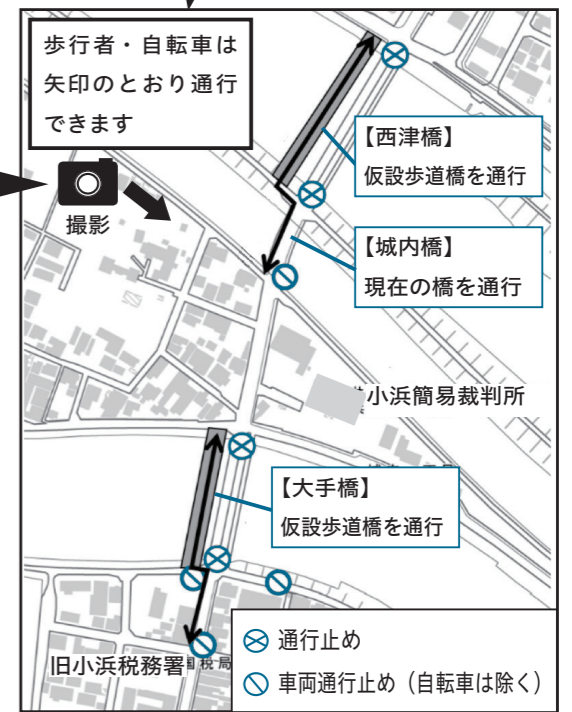 歩行者・自転車は
矢印のとおり通行
できます
撮影
【西津橋】
仮設歩道橋を通行
【城内橋】
現在の橋を通行
小浜簡易裁判所
【大手橋】
仮設歩道橋を通行
旧小浜税務署
税局
通行止め
車両通行止め（自転車は除く）